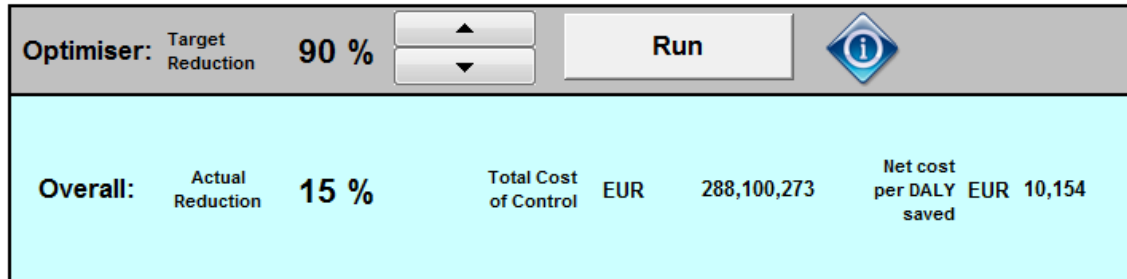 Optimiser: Target Reduction 90 % Run
Overall: Actual Reduction 15 % Total Cost of Control EUR 288,100,273 Net cost per DALY saved EUR 10,154